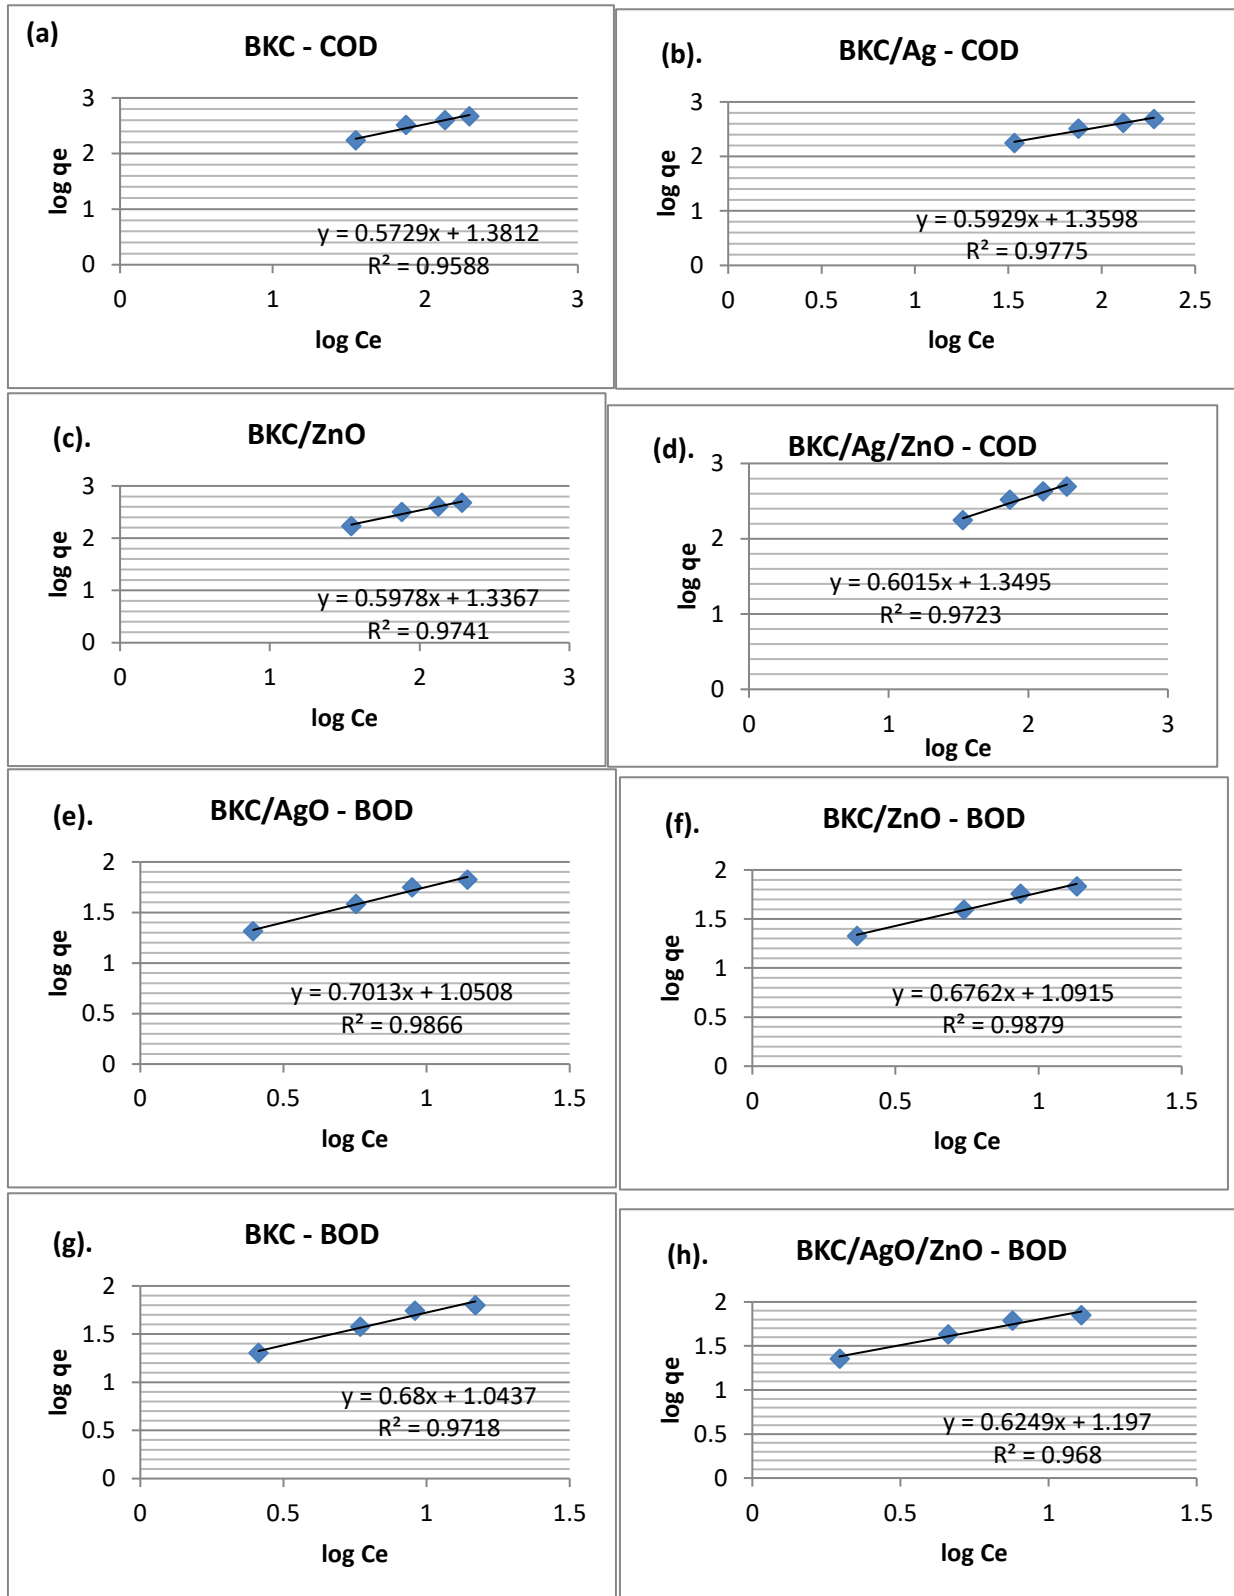 (a)
BKC - COD
3
2
1
0
log qe
y = 0.5729x + 1.3812
R² = 0.9588
0
1
2
3
log Ce
(b).
BKC/Ag - COD
3
2
1
0
log qe
y = 0.5929x + 1.3598
R² = 0.9775
0
0.5
1
1.5
2
2.5
log Ce
(c).
BKC/ZnO
3
2
1
0
log qe
y = 0.5978x + 1.3367
R² = 0.9741
0
1
2
3
log Ce
(d).
BKC/Ag/ZnO - COD
3
2
1
0
log qe
y = 0.6015x + 1.3495
R² = 0.9723
0
1
2
3
log Ce
(e).
BKC/AgO - BOD
2
1.5
1
0.5
0
log qe
y = 0.7013x + 1.0508
R² = 0.9866
0
0.5
1
1.5
log Ce
(f).
BKC/ZnO - BOD
2
1.5
1
0.5
0
log qe
y = 0.6762x + 1.0915
R² = 0.9879
0
0.5
1
1.5
log Ce
(g).
BKC - BOD
2
1.5
1
0.5
0
log qe
y = 0.68x + 1.0437
R² = 0.9718
0
0.5
1
1.5
log Ce
(h).
BKC/AgO/ZnO - BOD
2
1.5
1
0.5
0
log qe
y = 0.6249x + 1.197
R² = 0.968
0
0.5
1
1.5
log Ce